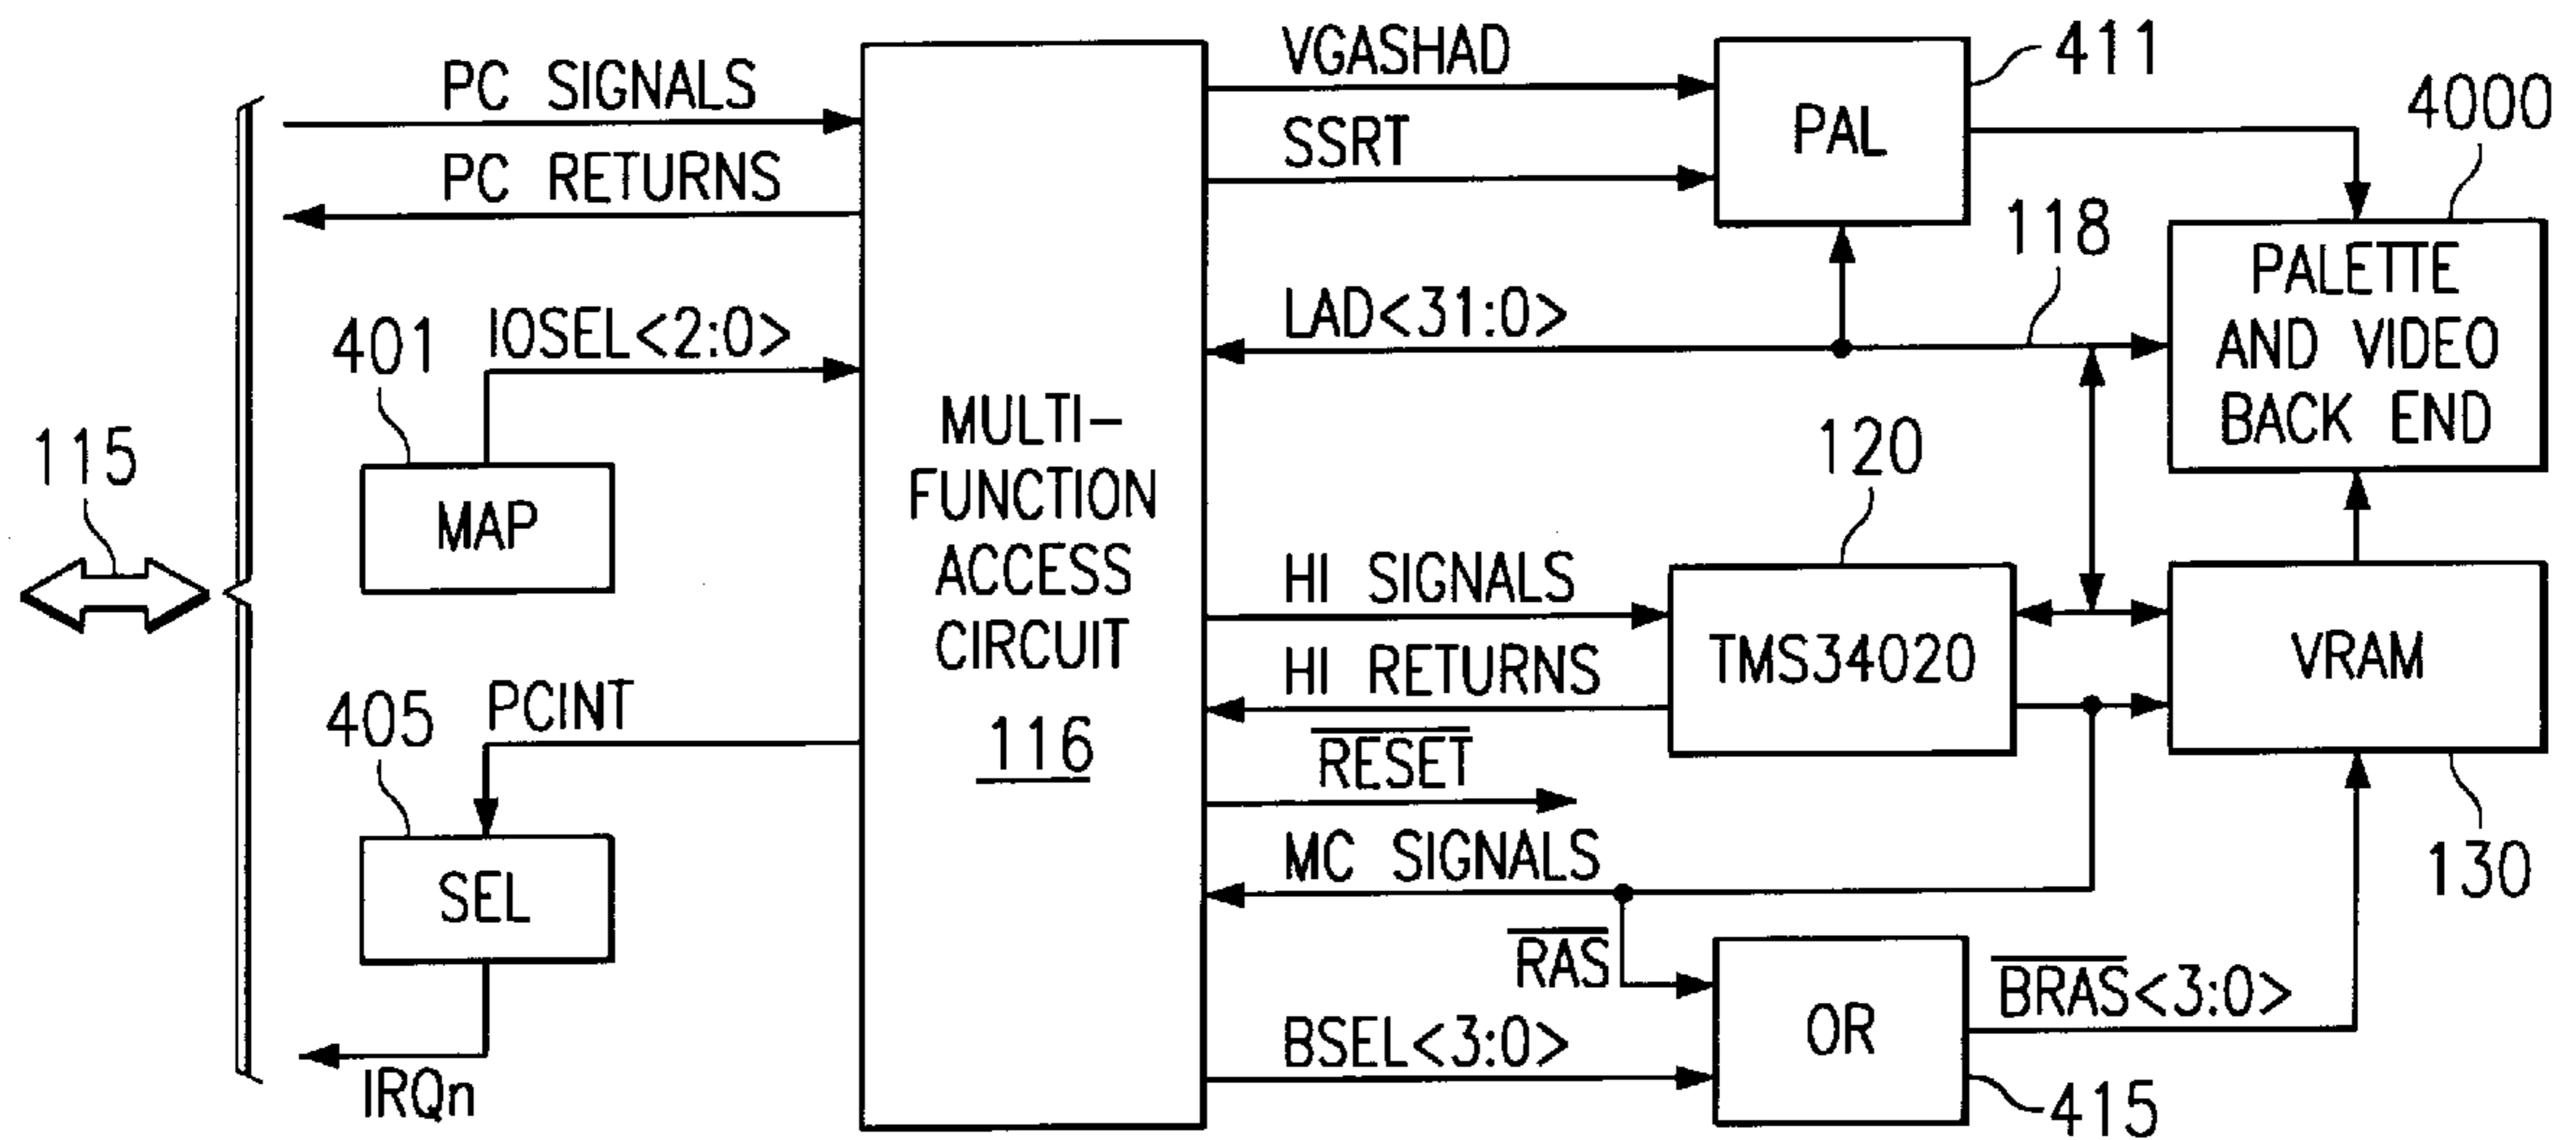 PC SIGNALS
PC RETURNS
401
IOSEL<2:0>
MAP
115
405
PCINT
SEL
IRQn
MULTI-
FUNCTION
ACCESS
CIRCUIT
116
VGASHAD
SSRT
PAL
411
4000
118
LAD<31:0>
PALETTE
AND VIDEO
BACK END
120
HI SIGNALS
HI RETURNS
TMS34020
VRAM
RESET
MC SIGNALS
130
RAS
BSEL<3:0>
OR
BRAS<3:0>
415